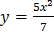 y = 5x²/7